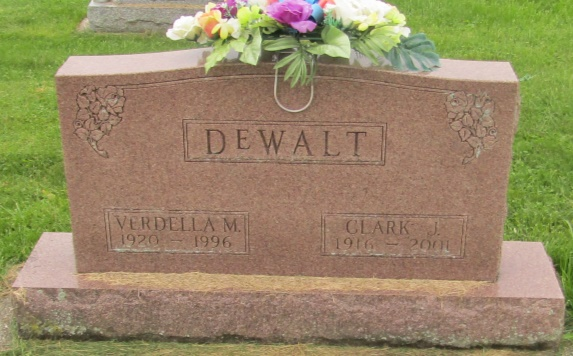 DEWALT
VERDELLA M.
1920 – 1996
CLARK J.
1916 – 2001